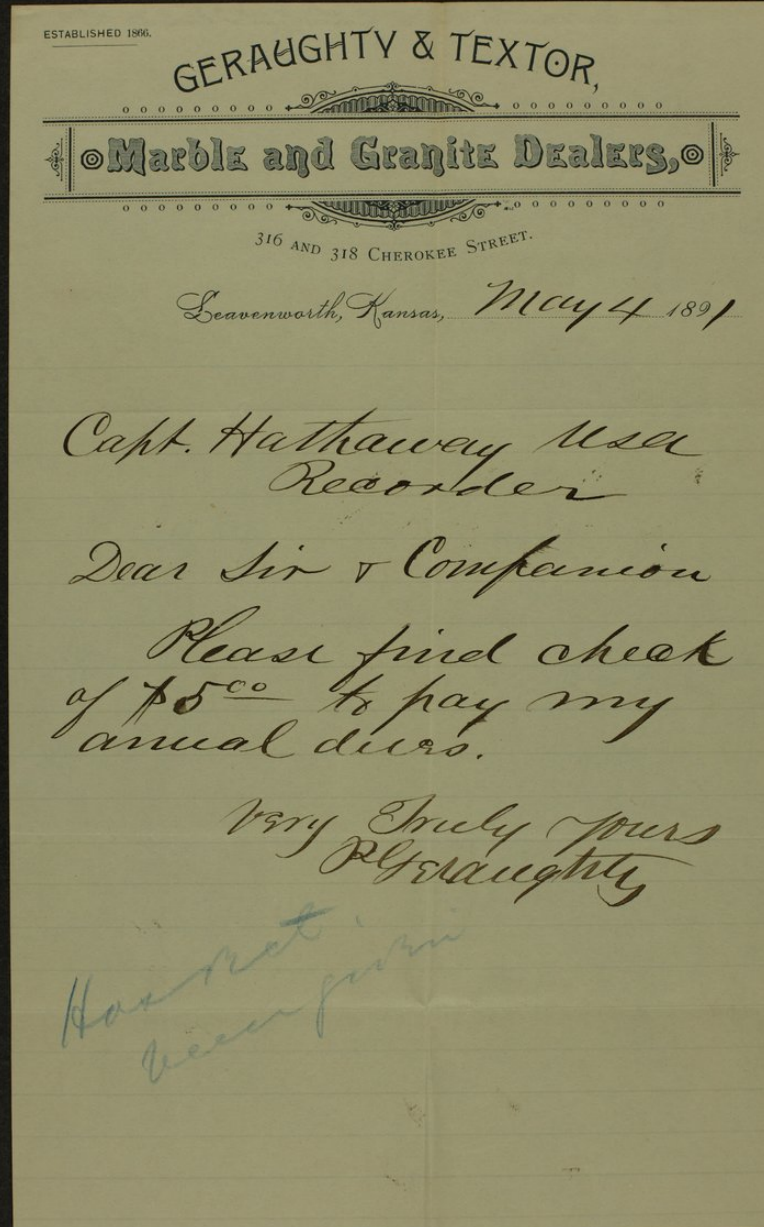 ESTABLISHED 1866.
GERAUGHTY & TEXTOR,
Marble and Granite Dealers,
316 AND 318 CHEROKEE STREET.
Leavenworth, Kansas, May 4 1891
Capt. Hathaway Usa
Recorder
Dear Sir & Companion
Please find check
of $5.00 to pay my
annual dues.
Very Truly yours
P Geraughty
Has
been given